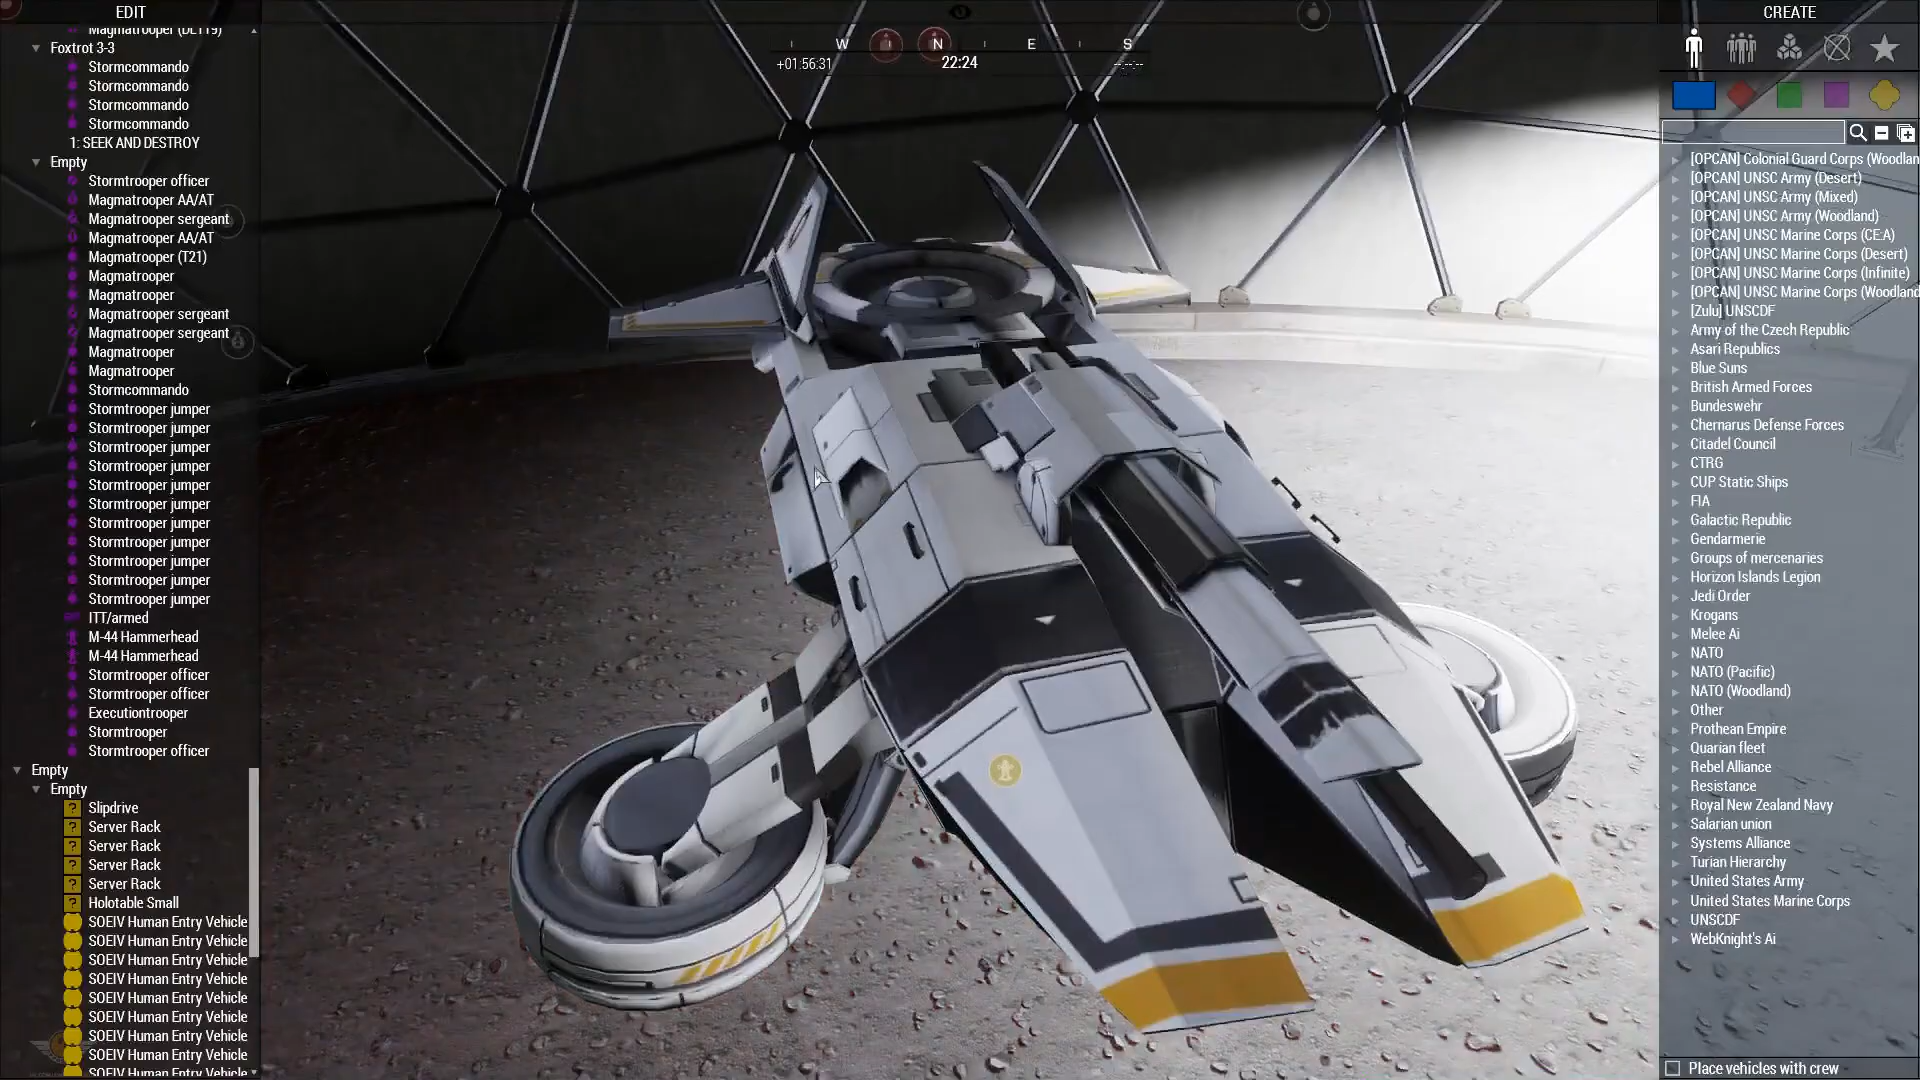 EDIT
Magmatrooper (DLT19)
Foxtrot 3-3
Stormcommando
Stormcommando
Stormcommando
Stormcommando
1: SEEK AND DESTROY
Empty
Stormtrooper officer
Magmatrooper AA/AT
Magmatrooper sergeant
Magmatrooper AA/AT
Magmatrooper (T21)
Magmatrooper
Magmatrooper
Magmatrooper sergeant
Magmatrooper sergeant
Magmatrooper
Magmatrooper
Stormcommando
Stormtrooper jumper
Stormtrooper jumper
Stormtrooper jumper
Stormtrooper jumper
Stormtrooper jumper
Stormtrooper jumper
Stormtrooper jumper
Stormtrooper jumper
Stormtrooper jumper
Stormtrooper jumper
Stormtrooper jumper
ITT/armed
M-44 Hammerhead
M-44 Hammerhead
Stormtrooper officer
Stormtrooper officer
Executiontrooper
Stormtrooper
Stormtrooper officer
Empty
Empty
Slipdrive
Server Rack
Server Rack
Server Rack
Server Rack
Holotable Small
SOEIV Human Entry Vehicle
SOEIV Human Entry Vehicle
SOEIV Human Entry Vehicle
SOEIV Human Entry Vehicle
SOEIV Human Entry Vehicle
SOEIV Human Entry Vehicle
SOEIV Human Entry Vehicle
SOEIV Human Entry Vehicle
SOEIV Human Entry Vehicle
W N E S
+01:56:31 22:24 --:--:--
CREATE
[OPCAN] Colonial Guard Corps (Woodlan
[OPCAN] UNSC Army (Desert)
[OPCAN] UNSC Army (Mixed)
[OPCAN] UNSC Army (Woodland)
[OPCAN] UNSC Marine Corps (CE:A)
[OPCAN] UNSC Marine Corps (Desert)
[OPCAN] UNSC Marine Corps (Infinite)
[OPCAN] UNSC Marine Corps (Woodland
[Zulu] UNSCDF
Army of the Czech Republic
Asari Republics
Blue Suns
British Armed Forces
Bundeswehr
Chernarus Defense Forces
Citadel Council
CTRG
CUP Static Ships
FIA
Galactic Republic
Gendarmerie
Groups of mercenaries
Horizon Islands Legion
Jedi Order
Krogans
Melee Ai
NATO
NATO (Pacific)
NATO (Woodland)
Other
Prothean Empire
Quarian fleet
Rebel Alliance
Resistance
Royal New Zealand Navy
Salarian union
Systems Alliance
Turian Hierarchy
United States Army
United States Marine Corps
UNSCDF
WebKnight's Ai
Place vehicles with crew